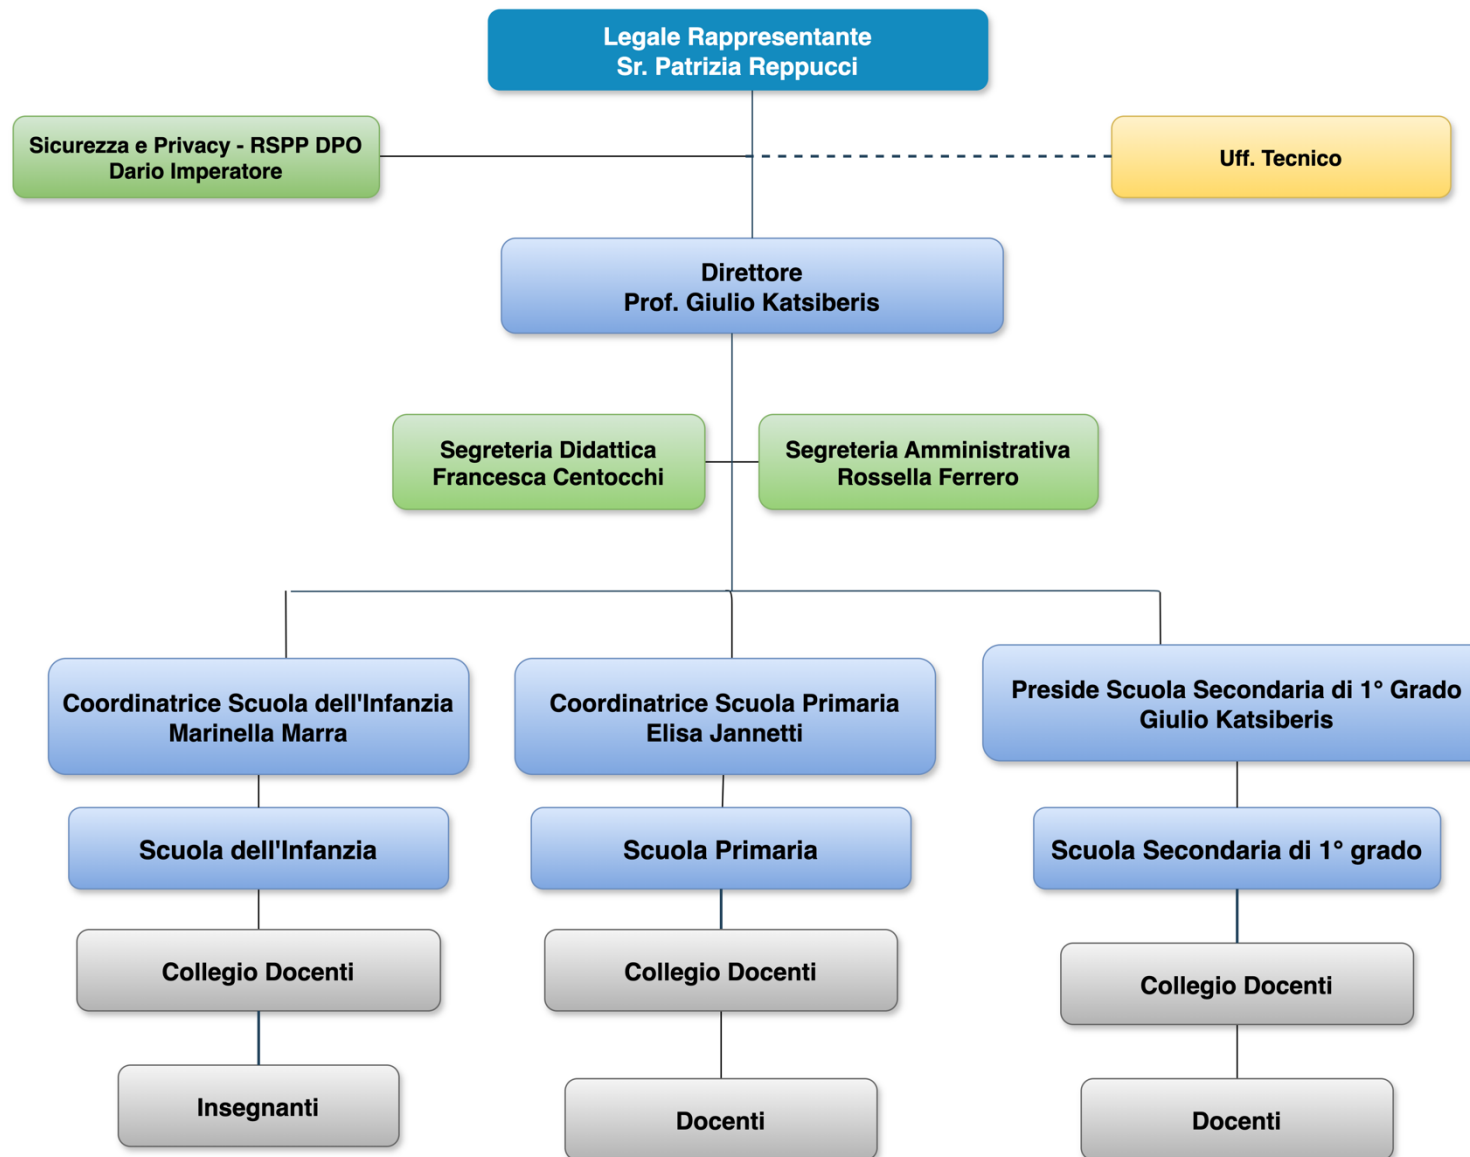 Legale Rappresentante
Sr. Patrizia Reppucci
Sicurezza e Privacy - RSPP DPO
Dario Imperatore
Uff. Tecnico
Direttore
Prof. Giulio Katsiberis
Segreteria Didattica
Francesca Centocchi
Segreteria Amministrativa
Rossella Ferrero
Coordinatrice Scuola dell'Infanzia
Marinella Marra
Coordinatrice Scuola Primaria
Elisa Jannetti
Preside Scuola Secondaria di 1° Grado
Giulio Katsiberis
Scuola dell'Infanzia
Scuola Primaria
Scuola Secondaria di 1° grado
Collegio Docenti
Collegio Docenti
Collegio Docenti
Insegnanti
Docenti
Docenti